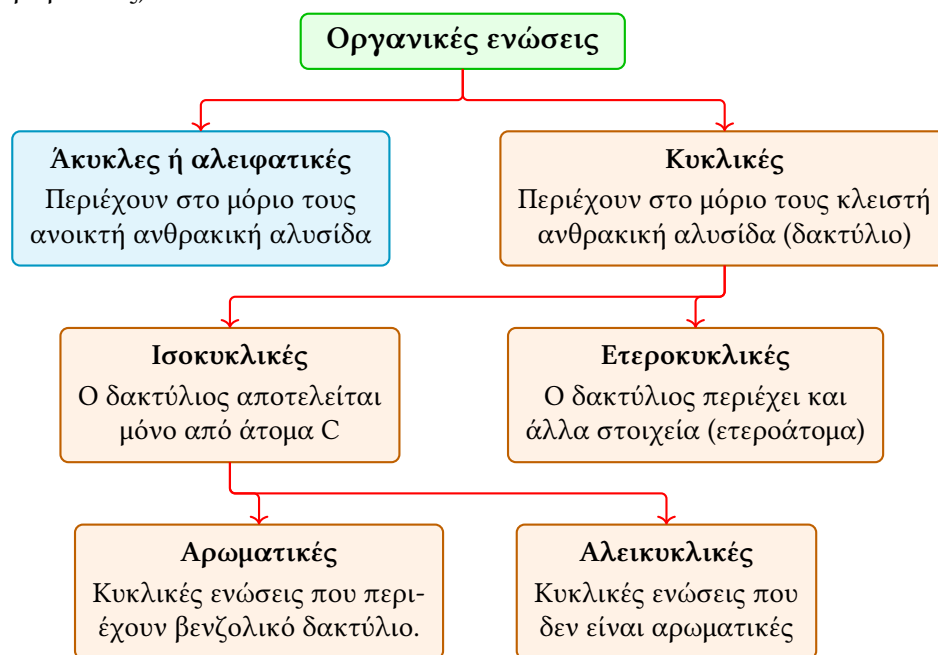 Οργανικές ενώσεις
Άκυκλες ή αλειφατικές
Περιέχουν στο μόριο τους
ανοικτή ανθρακική αλυσίδα
Κυκλικές
Περιέχουν στο μόριο τους κλειστή
ανθρακική αλυσίδα (δακτύλιο)
Ισοκυκλικές
Ο δακτύλιος αποτελείται
μόνο από άτομα C
Ετεροκυκλικές
Ο δακτύλιος περιέχει και
άλλα στοιχεία (ετεροάτομα)
Αρωματικές
Κυκλικές ενώσεις που περι-
έχουν βενζολικό δακτύλιο.
Αλεικυκλικές
Κυκλικές ενώσεις που
δεν είναι αρωματικές